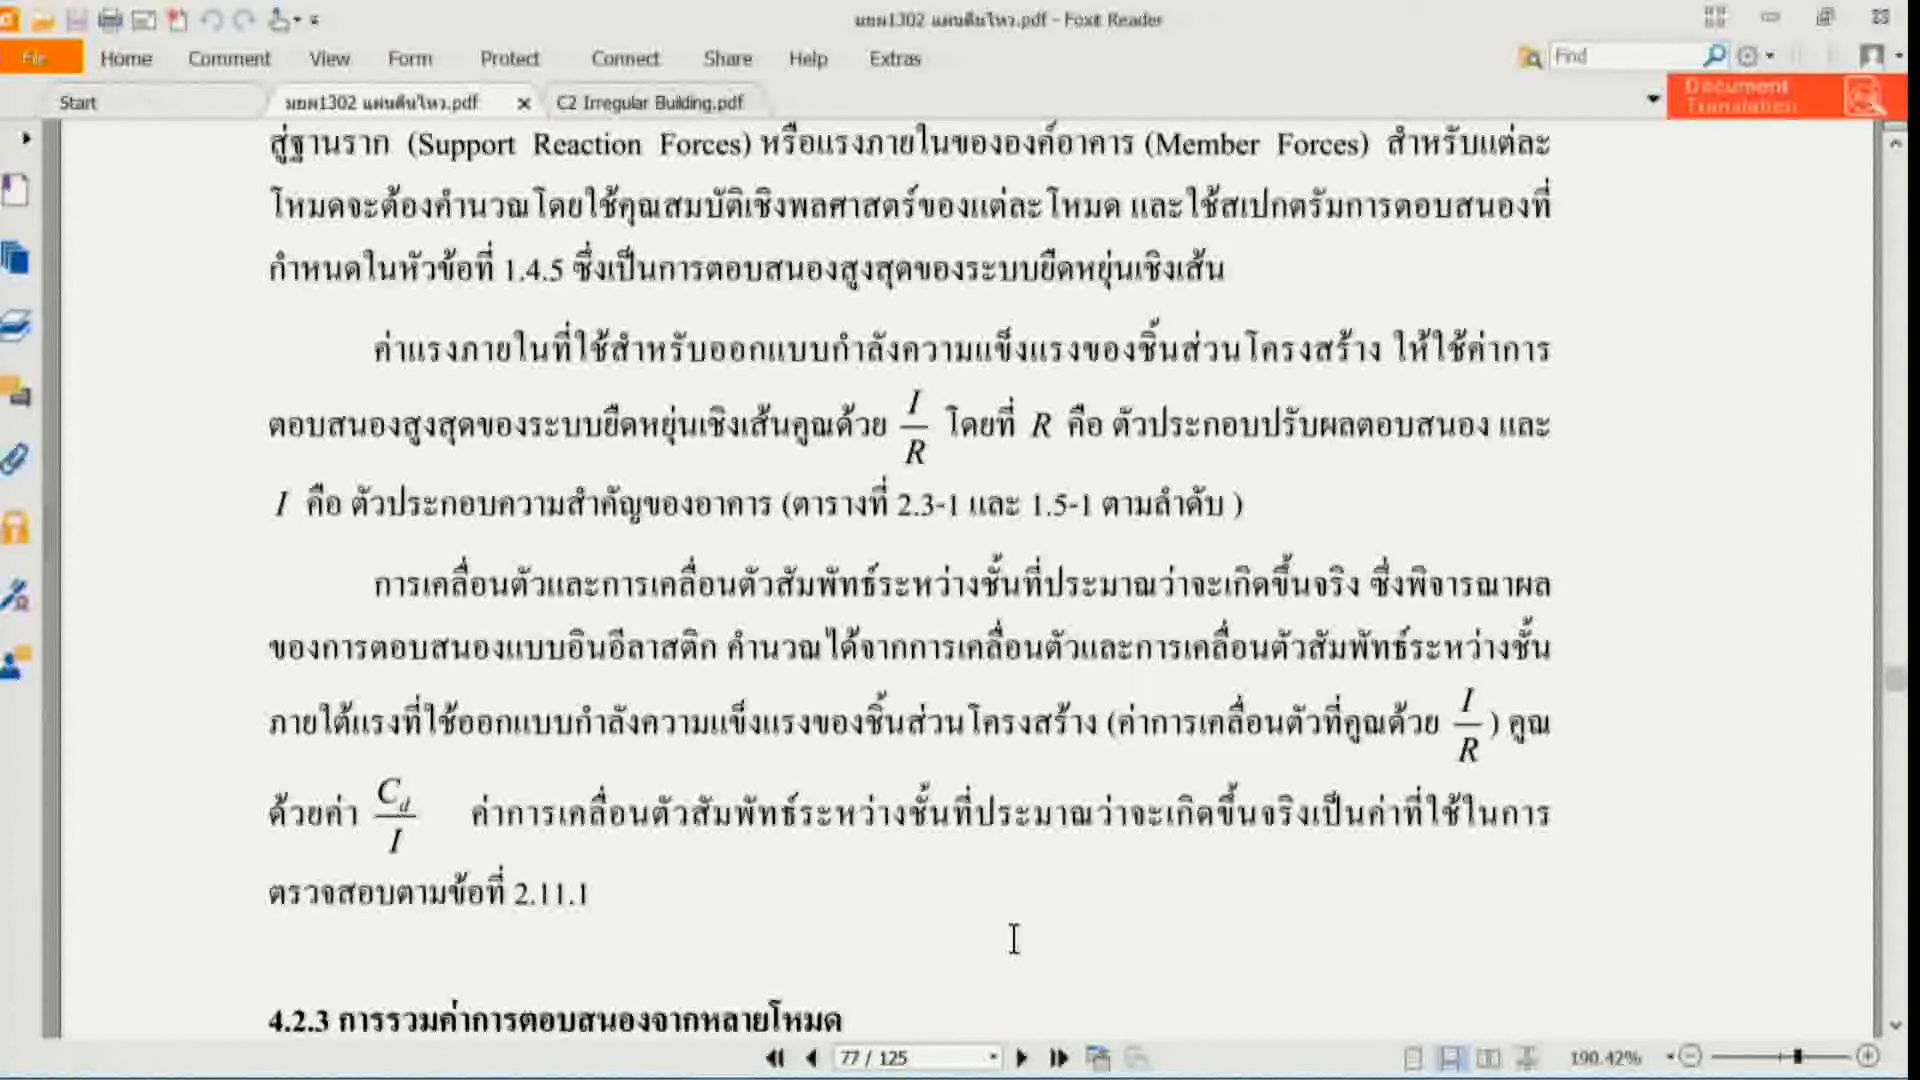 มยผ1302 แผ่นดินไหว.pdf - Foxit Reader
File Home Comment View Form Protect Connect Share Help Extras Find
Start มยผ1302 แผ่นดินไหว.pdf C2 Irregular Building.pdf
Document
Translation
สู่ฐานราก (Support Reaction Forces) หรือแรงภายในขององค์อาคาร (Member Forces) สำหรับแต่ละ
โหมดจะต้องคำนวณโดยใช้คุณสมบัติเชิงพลศาสตร์ของแต่ละโหมด และใช้สเปกตรัมการตอบสนองที่
กำหนดในหัวข้อที่ 1.4.5 ซึ่งเป็นการตอบสนองสูงสุดของระบบยืดหยุ่นเชิงเส้น
ค่าแรงภายในที่ใช้สำหรับออกแบบกำลังความแข็งแรงของชิ้นส่วนโครงสร้าง ให้ใช้ค่าการ
ตอบสนองสูงสุดของระบบยืดหยุ่นเชิงเส้นคูณด้วย I/R โดยที่ R คือ ตัวประกอบปรับผลตอบสนอง และ
I คือ ตัวประกอบความสำคัญของอาคาร (ตารางที่ 2.3-1 และ 1.5-1 ตามลำดับ )
การเคลื่อนตัวและการเคลื่อนตัวสัมพัทธ์ระหว่างชั้นที่ประมาณว่าจะเกิดขึ้นจริง ซึ่งพิจารณาผล
ของการตอบสนองแบบอินอีลาสติก คำนวณได้จากการเคลื่อนตัวและการเคลื่อนตัวสัมพัทธ์ระหว่างชั้น
ภายใต้แรงที่ใช้ออกแบบกำลังความแข็งแรงของชิ้นส่วนโครงสร้าง (ค่าการเคลื่อนตัวที่คูณด้วย I/R ) คูณ
ด้วยค่า C_d/I ค่าการเคลื่อนตัวสัมพัทธ์ระหว่างชั้นที่ประมาณว่าจะเกิดขึ้นจริงเป็นค่าที่ใช้ในการ
ตรวจสอบตามข้อที่ 2.11.1
4.2.3 การรวมค่าการตอบสนองจากหลายโหมด
77 / 125 190.42%